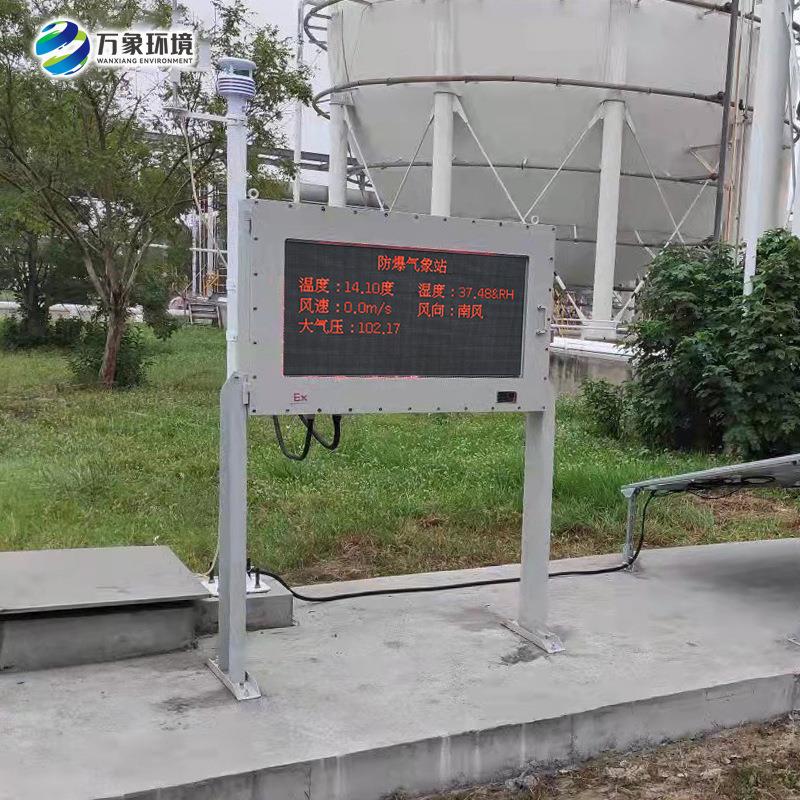 万象环境
WANXIANG ENVIRONMENT
防爆气象站
温度：14.10度 湿度：37.48&RH
风速：0.0m/s 风向：南风
大气压：102.17
Ex